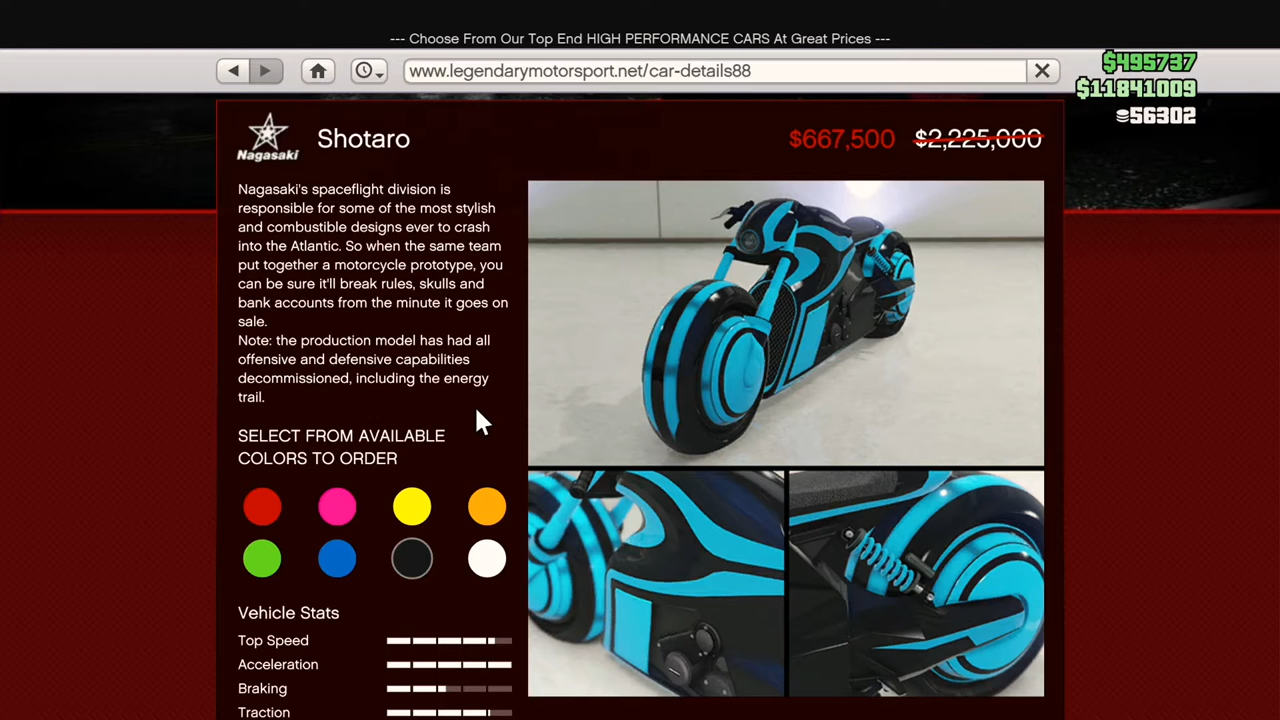 --- Choose From Our Top End HIGH PERFORMANCE CARS At Great Prices ---
www.legendarymotorsport.net/car-details88
$495737
$11841009
56302
Nagasaki
Shotaro
$667,500 $2,225,000
Nagasaki's spaceflight division is
responsible for some of the most stylish
and combustible designs ever to crash
into the Atlantic. So when the same team
put together a motorcycle prototype, you
can be sure it'll break rules, skulls and
bank accounts from the minute it goes on
sale.
Note: the production model has had all
offensive and defensive capabilities
decommissioned, including the energy
trail.
SELECT FROM AVAILABLE
COLORS TO ORDER
Vehicle Stats
Top Speed
Acceleration
Braking
Traction